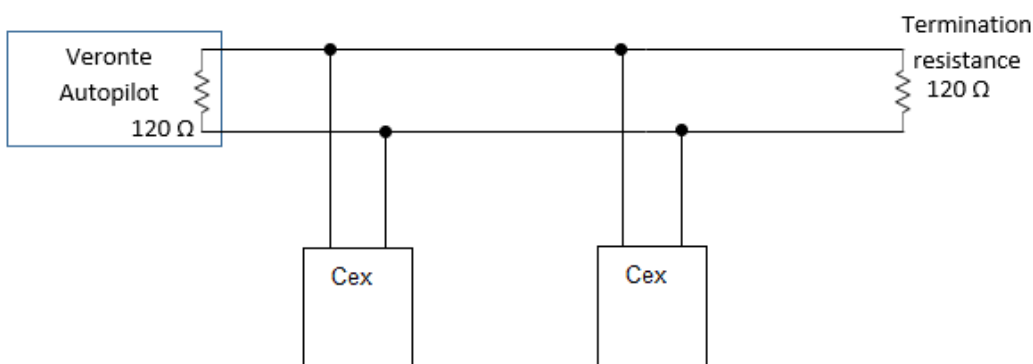 Veronte
Autopilot
120 Ω
Termination
resistance
120 Ω
Cex
Cex